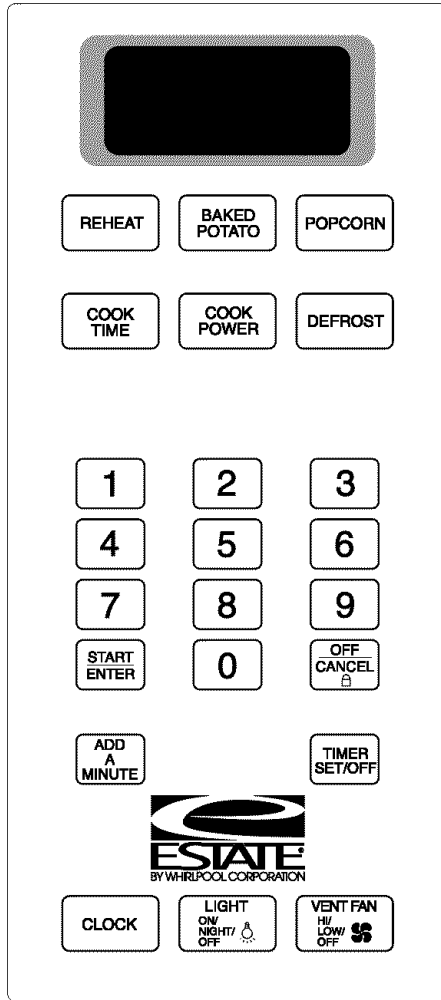 REHEAT
BAKED
POTATO
POPCORN
COOK
TIME
COOK
POWER
DEFROST
1 2 3
4 5 6
7 8 9
START
ENTER
0
OFF
CANCEL
ADD
A
MINUTE
TIMER
SET/OFF
ESTATE®
BY WHIRLPOOL CORPORATION
CLOCK
LIGHT
ON/
NIGHT/
OFF
VENT FAN
HI/
LOW/
OFF